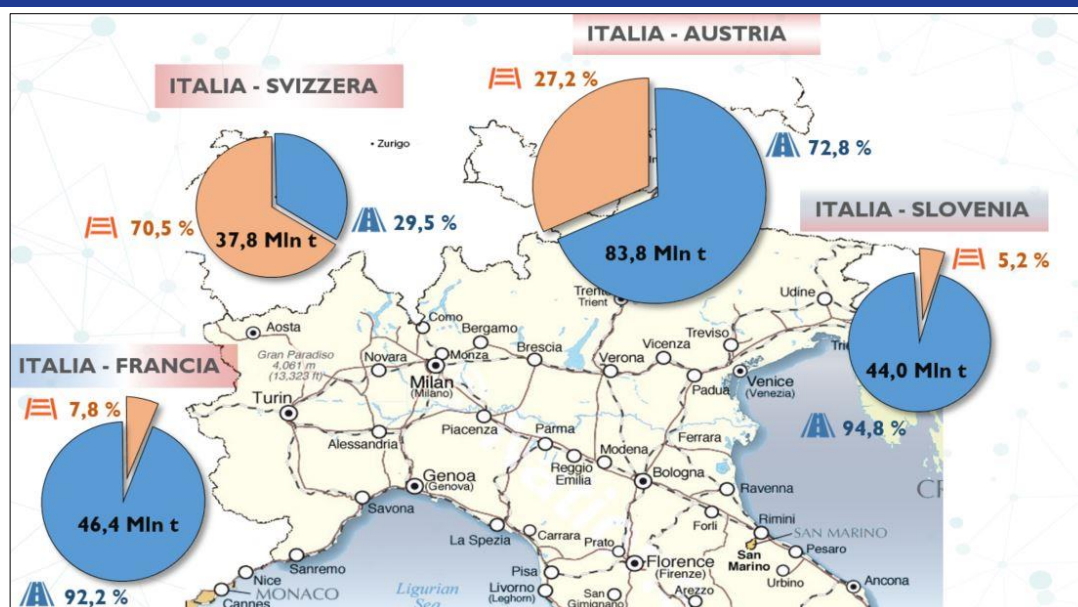 ITALIA - AUSTRIA
27,2 %
72,8 %
83,8 Mln t
ITALIA - SVIZZERA
Zurigo
70,5 %
29,5 %
37,8 Mln t
ITALIA - SLOVENIA
5,2 %
44,0 Mln t
94,8 %
ITALIA - FRANCIA
7,8 %
46,4 Mln t
92,2 %
Trento
Trient
Udine
Aosta
Como
Bergamo
Treviso
Gran Paradiso
4,061 m
(13,323 ft)
Novara
Monza
Brescia
Verona
Vicenza
Milan
(Milano)
Padua
Venice
(Venezia)
Turin
Piacenza
Alessandria
Parma
Ferrara
Reggio
Emilia
Modena
Bologna
Genoa
(Genova)
Ravenna
Savona
Forli
Rimini
La Spezia
Carrara
Prato
SAN MARINO
San
Marino
Pesaro
Sanremo
Florence
(Firenze)
Urbino
Ancona
Nice
MONACO
Cannes
Pisa
Livorno
(Leghorn)
San
Gimignano
Arezzo
Ligurian
Sea